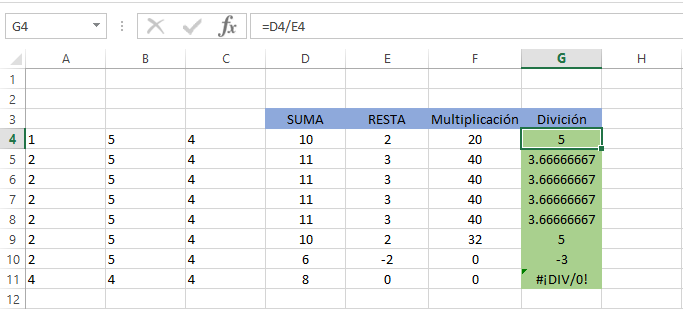 G4 fx =D4/E4
A B C D E F G H
1
2
3 SUMA RESTA Multiplicación División
4 1 5 4 10 2 20 5
5 2 5 4 11 3 40 3.66666667
6 2 5 4 11 3 40 3.66666667
7 2 5 4 11 3 40 3.66666667
8 2 5 4 11 3 40 3.66666667
9 2 5 4 10 2 32 5
10 2 5 4 6 -2 0 -3
11 4 4 4 8 0 0 #¡DIV/0!
12